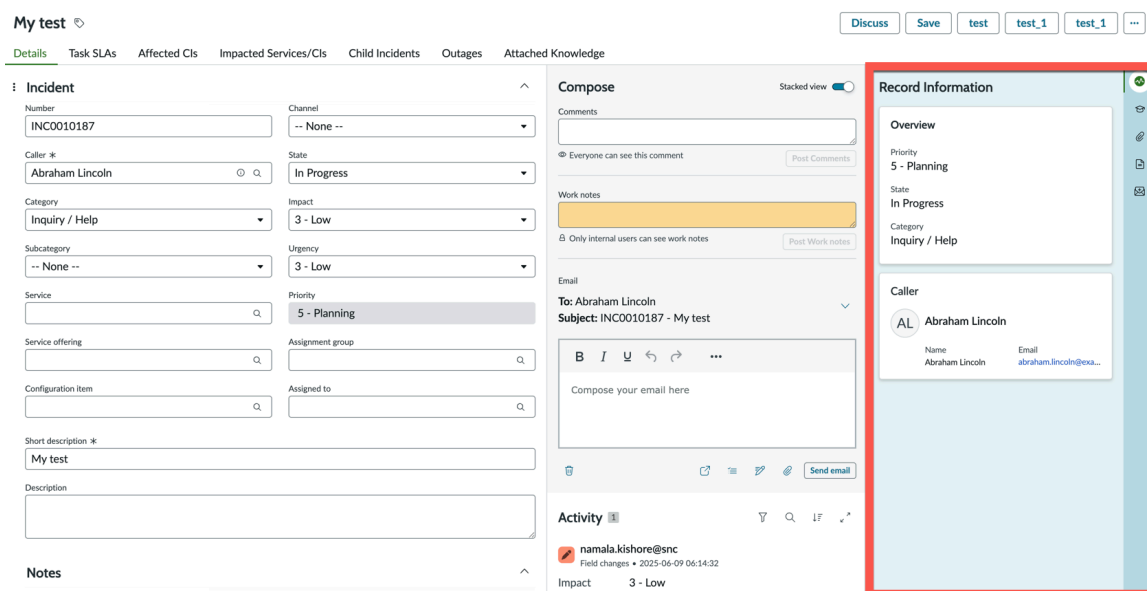 My test
Discuss
Save
test
test_1
test_1
Details
Task SLAs
Affected CIs
Impacted Services/CIs
Child Incidents
Outages
Attached Knowledge
Incident
Number
INC0010187
Channel
-- None --
Caller *
Abraham Lincoln
State
In Progress
Category
Inquiry / Help
Impact
3 - Low
Subcategory
-- None --
Urgency
3 - Low
Service
Priority
5 - Planning
Service offering
Assignment group
Configuration item
Assigned to
Short description *
My test
Description
Notes
Compose
Stacked view
Comments
Everyone can see this comment
Post Comments
Work notes
Only internal users can see work notes
Post Work notes
Email
To: Abraham Lincoln
Subject: INC0010187 - My test
B I U
Compose your email here
Send email
Activity 1
namala.kishore@snc
Field changes • 2025-06-09 06:14:32
Impact 3 - Low
Record Information
Overview
Priority
5 - Planning
State
In Progress
Category
Inquiry / Help
Caller
AL
Abraham Lincoln
Name
Abraham Lincoln
Email
abraham.lincoln@exa...